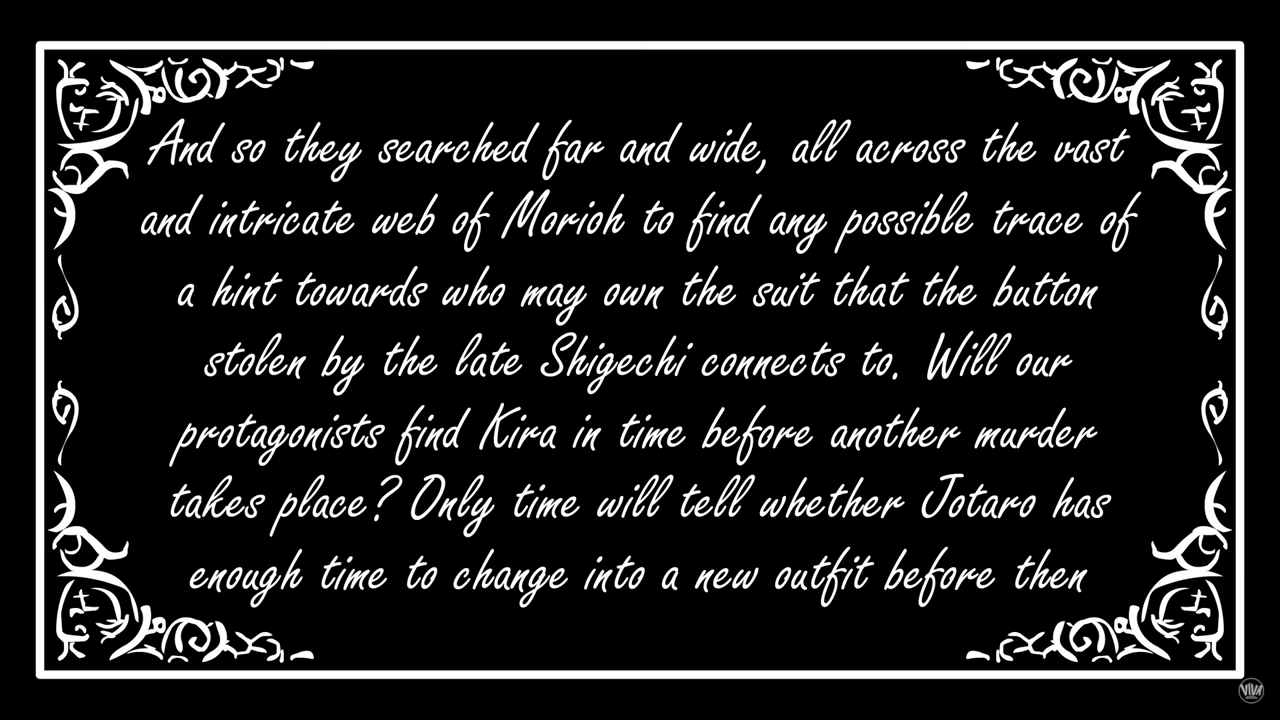 And so they searched far and wide, all across the vast
and intricate web of Morioh to find any possible trace of
a hint towards who may own the suit that the button
stolen by the late Shigechi connects to. Will our
protagonists find Kira in time before another murder
takes place? Only time will tell whether Jotaro has
enough time to change into a new outfit before then
VIVA